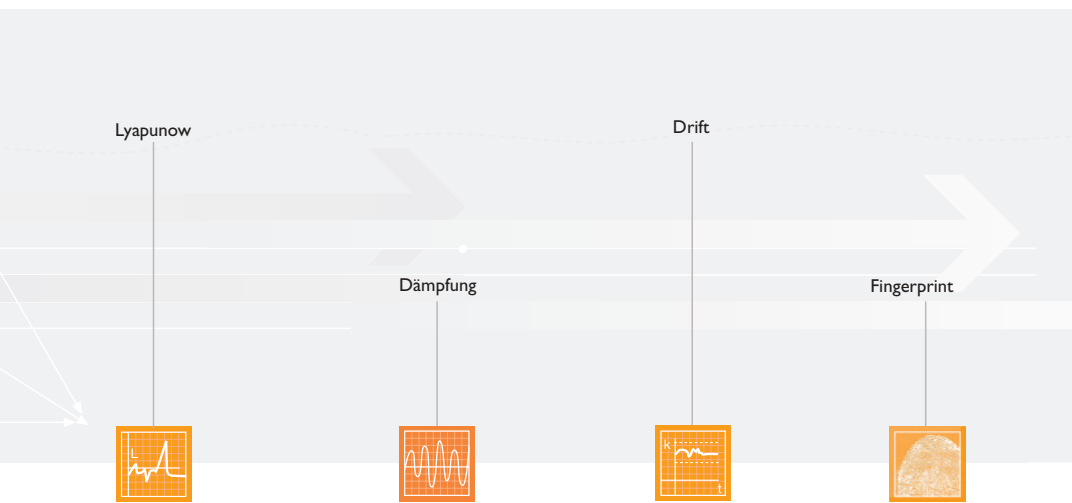 Lyapunow
Drift
Dämpfung
Fingerprint
L
k
t